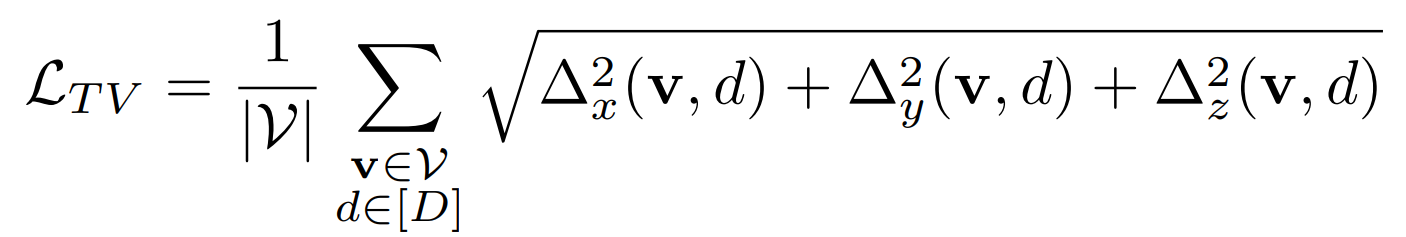 \mathcal{L}_{TV} = \frac{1}{|\mathcal{V}|} \sum_{\substack{\mathbf{v} \in \mathcal{V} \\ d \in [D]}} \sqrt{\Delta_x^2(\mathbf{v}, d) + \Delta_y^2(\mathbf{v}, d) + \Delta_z^2(\mathbf{v}, d)}